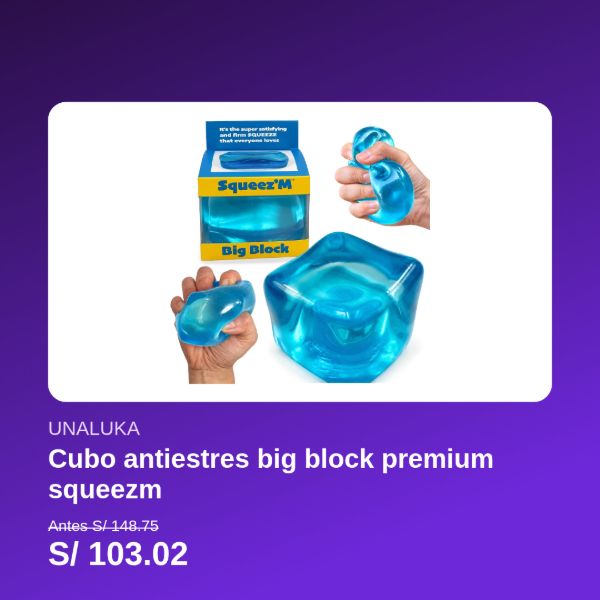 It's the super satisfying
and firm SQUEEZE
that everyone loves
Squeez'M®
Big Block
UNALUKA
Cubo antiestres big block premium
squeezm
Antes S/ 148.75
S/ 103.02